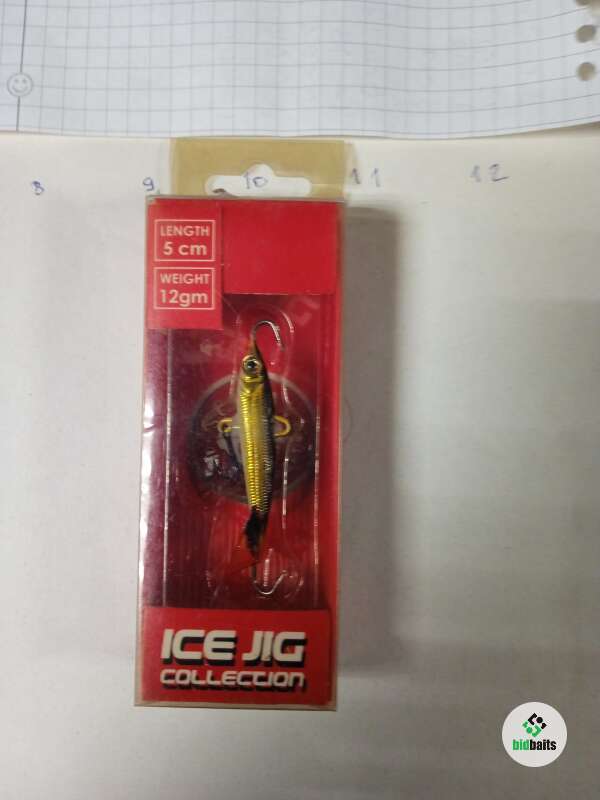 8 9 10 11 12
LENGTH
5 cm
WEIGHT
12gm
ICE JIG
COLLECTION
bidbaits